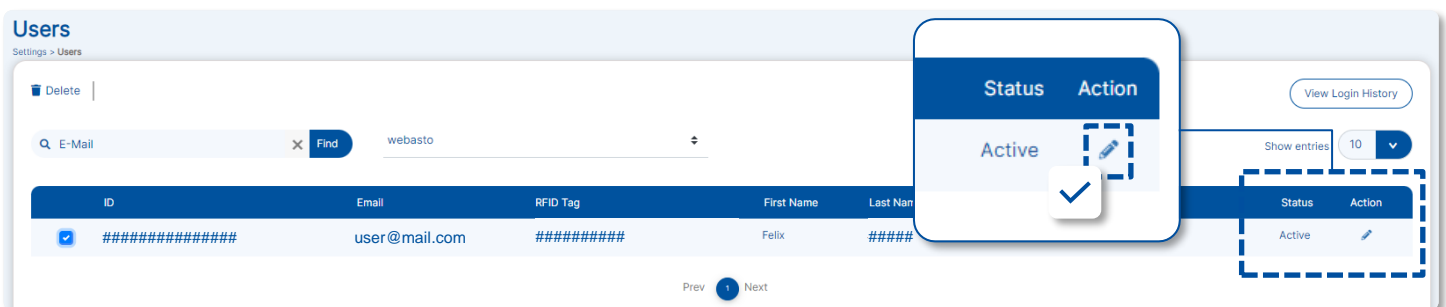 Users
Settings > Users
Delete
View Login History
E-Mail
Find
webasto
Show entries
10
Status Action
Active
ID Email RFID Tag First Name Last Nam Status Action
############### user@mail.com ########## Felix ##### Active
Prev 1 Next